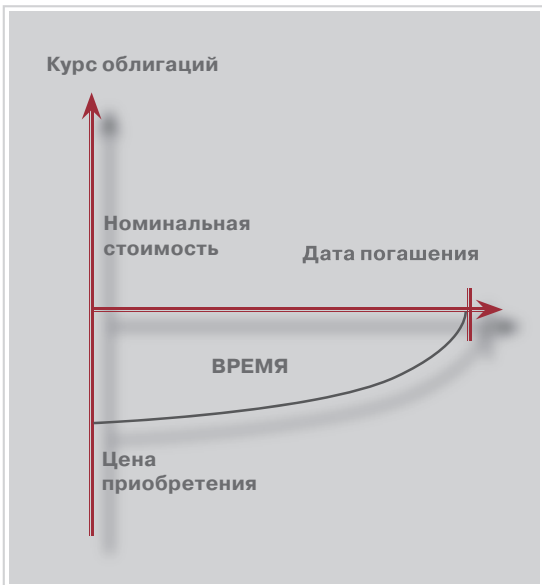 Курс облигаций
Номинальная
стоимость
Дата погашения
ВРЕМЯ
Цена
приобретения